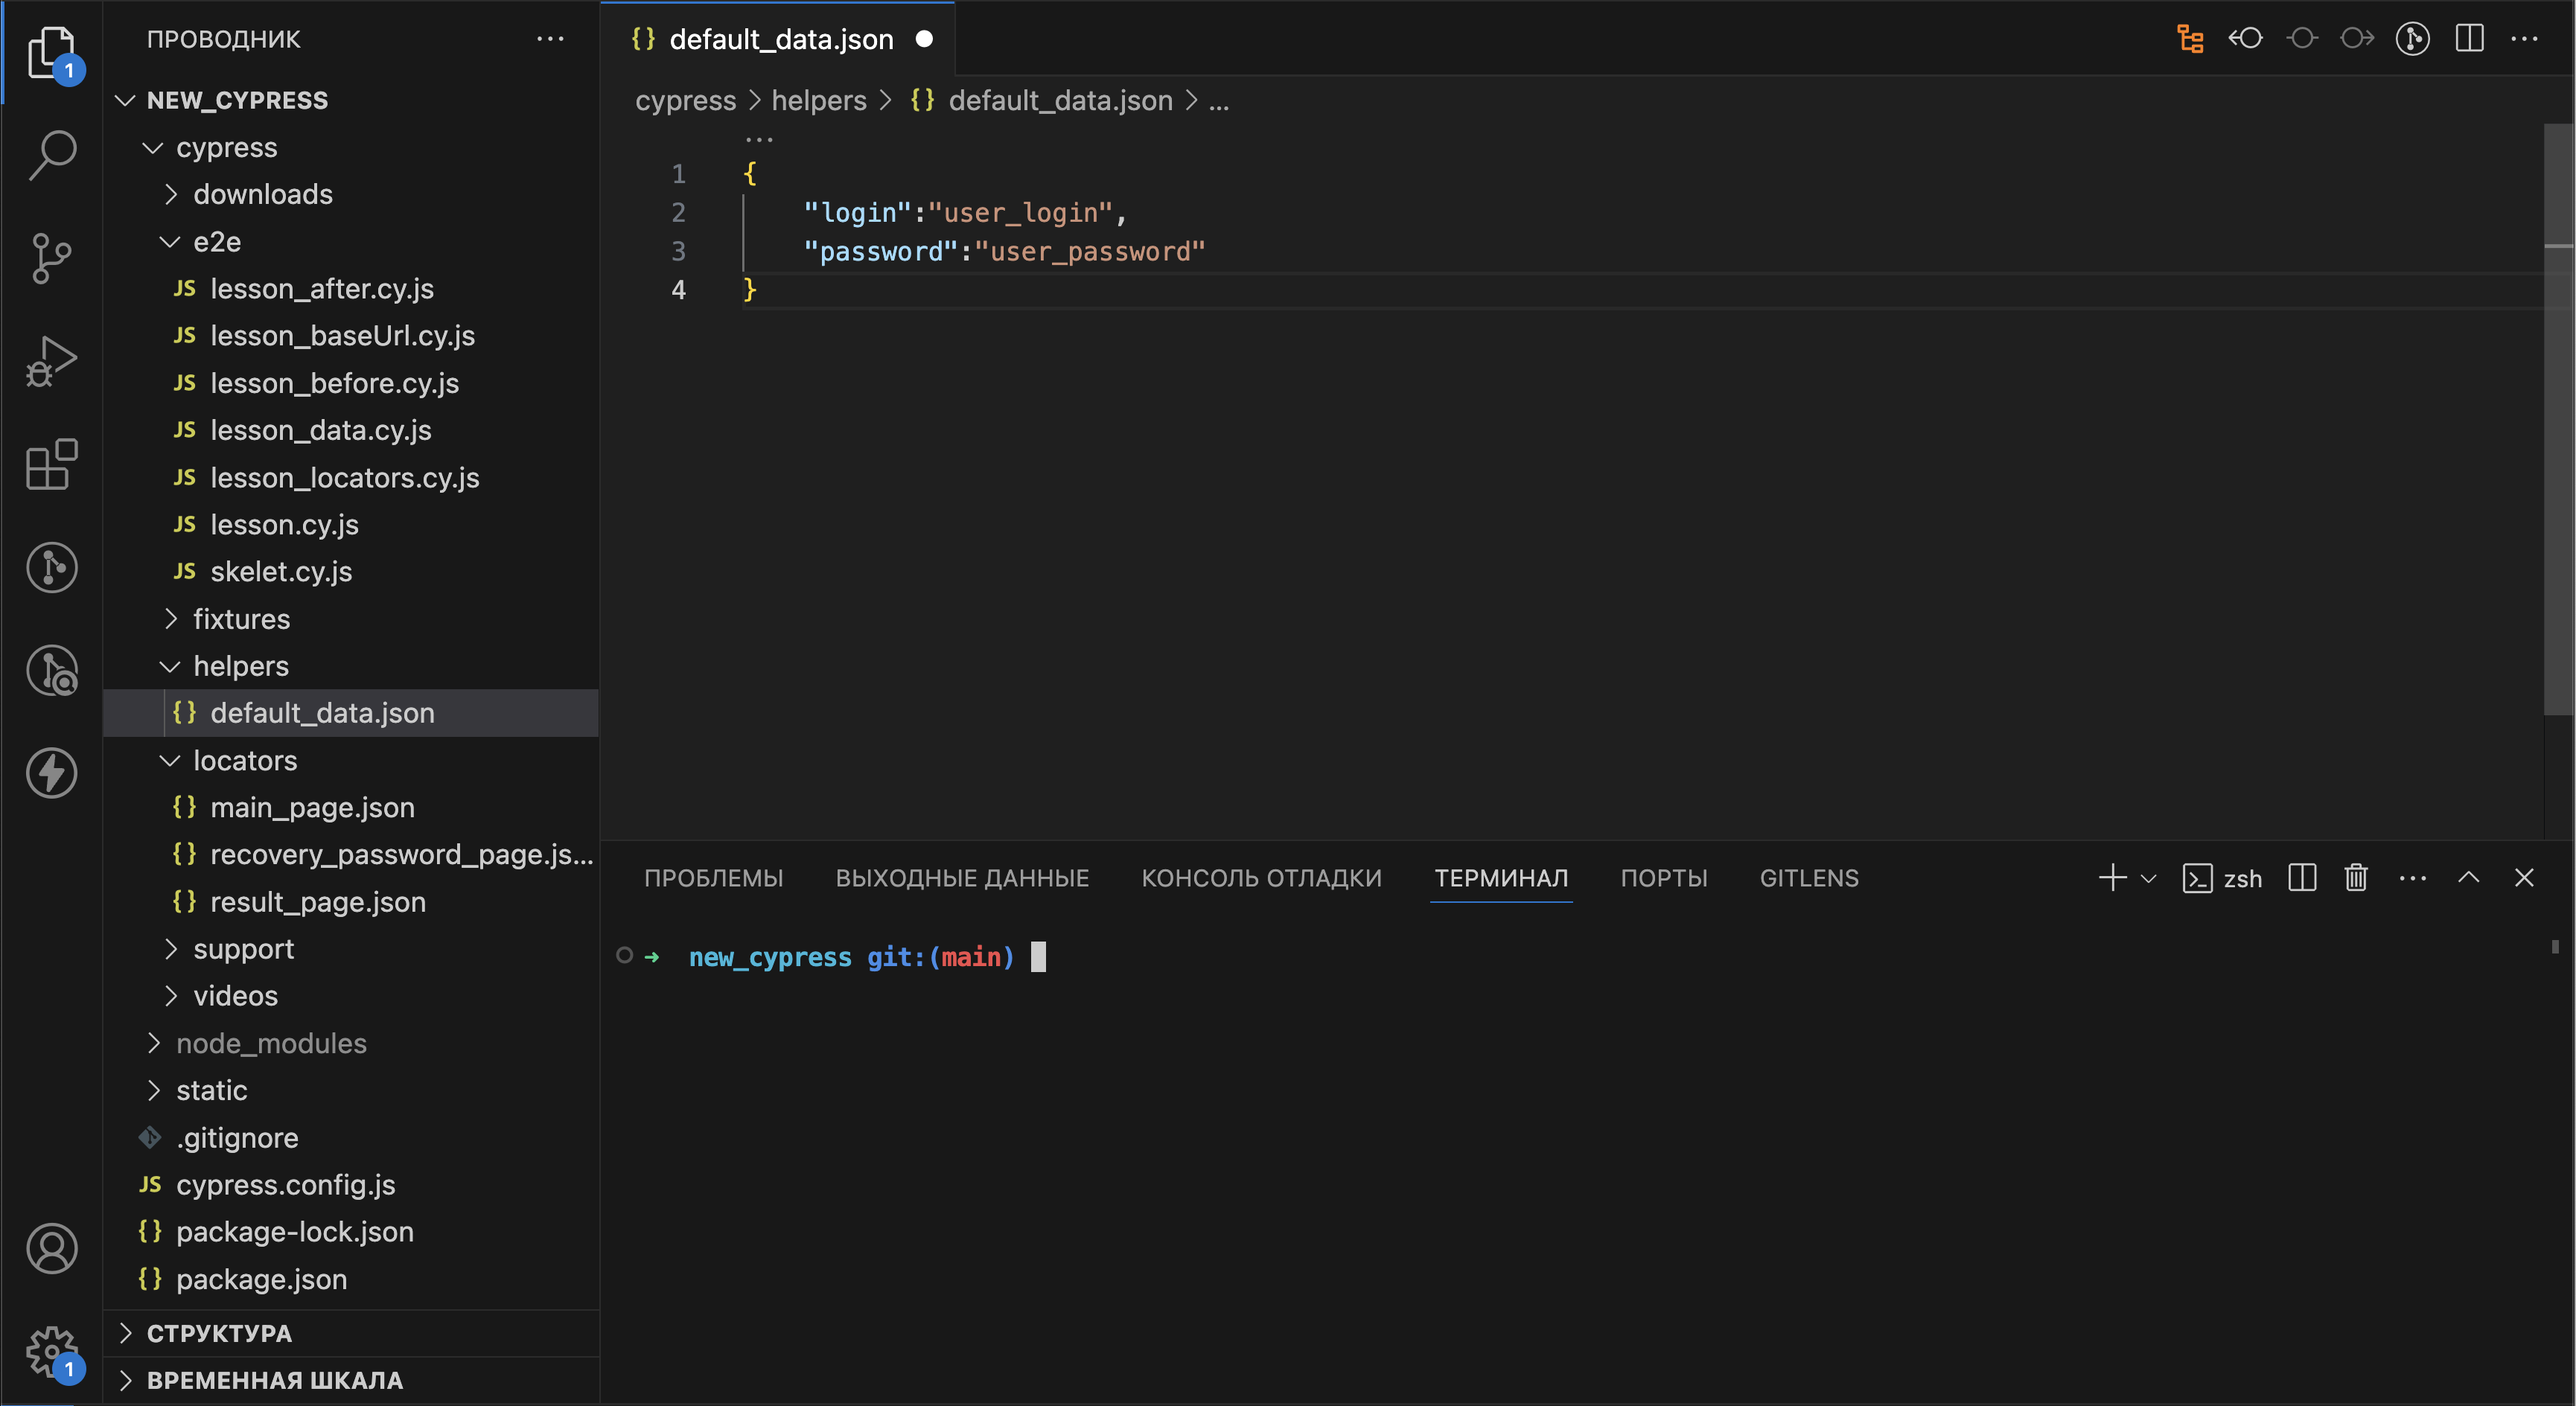 ПРОВОДНИК
NEW_CYPRESS
cypress
downloads
e2e
JS lesson_after.cy.js
JS lesson_baseUrl.cy.js
JS lesson_before.cy.js
JS lesson_data.cy.js
JS lesson_locators.cy.js
JS lesson.cy.js
JS skelet.cy.js
fixtures
helpers
{} default_data.json
locators
{} main_page.json
{} recovery_password_page.js...
{} result_page.json
support
videos
node_modules
static
.gitignore
JS cypress.config.js
{} package-lock.json
{} package.json
СТРУКТУРА
ВРЕМЕННАЯ ШКАЛА
1
1
{} default_data.json
cypress > helpers > {} default_data.json > ...
...
1 {
2 "login":"user_login",
3 "password":"user_password"
4 }
ПРОБЛЕМЫ ВЫХОДНЫЕ ДАННЫЕ КОНСОЛЬ ОТЛАДКИ ТЕРМИНАЛ ПОРТЫ GITLENS
zsh
➜ new_cypress git:(main)